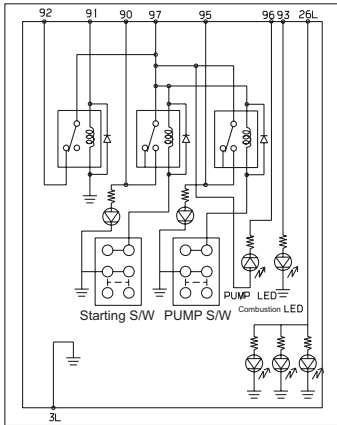 92 91 90 97 95 96 93 26L
PUMP LED
Starting S/W PUMP S/W Combustion LED
3L